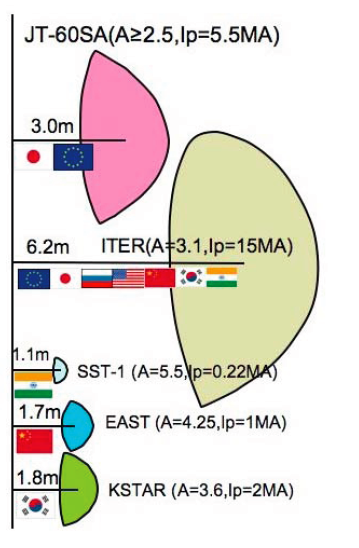 JT-60SA(A≥2.5,Ip=5.5MA)
3.0m
6.2m ITER(A=3.1,Ip=15MA)
1.1m
SST-1 (A=5.5,Ip=0.22MA)
1.7m EAST (A=4.25,Ip=1MA)
1.8m
KSTAR (A=3.6,Ip=2MA)